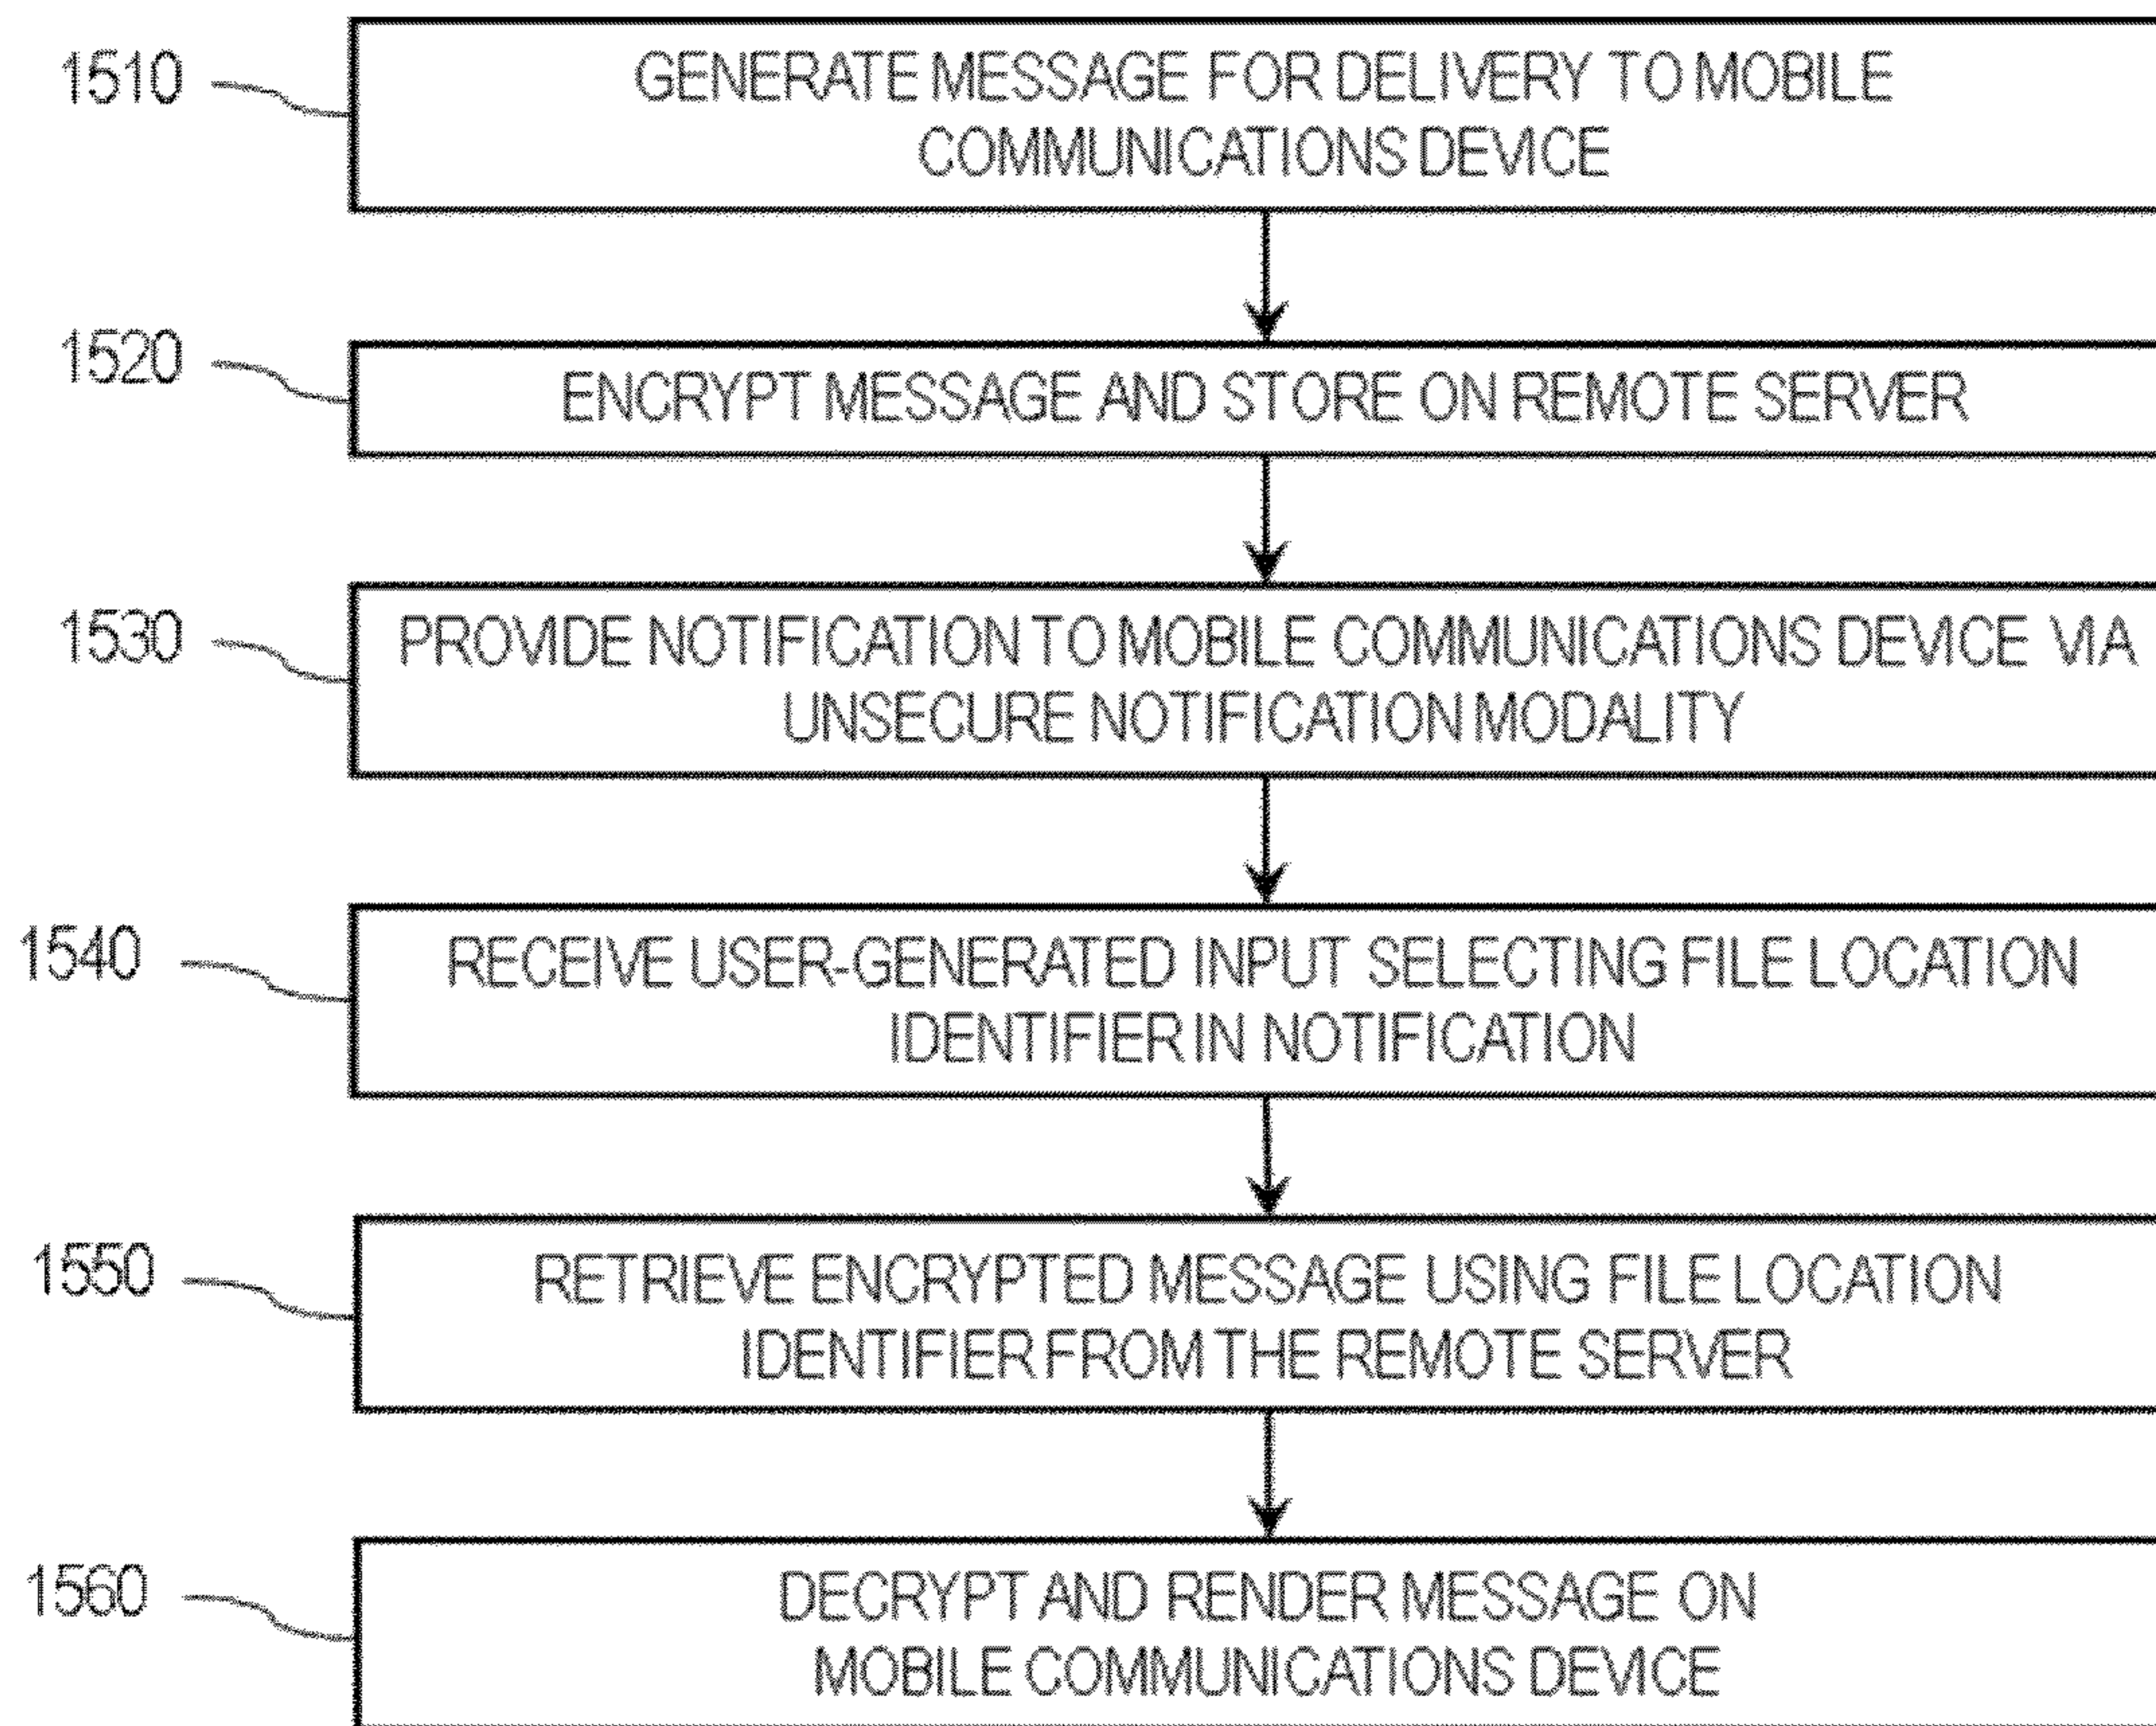 1510
GENERATE MESSAGE FOR DELIVERY TO MOBILE
COMMUNICATIONS DEVICE
1520
ENCRYPT MESSAGE AND STORE ON REMOTE SERVER
1530
PROVIDE NOTIFICATION TO MOBILE COMMUNICATIONS DEVICE VIA
UNSECURE NOTIFICATION MODALITY
1540
RECEIVE USER-GENERATED INPUT SELECTING FILE LOCATION
IDENTIFIER IN NOTIFICATION
1550
RETRIEVE ENCRYPTED MESSAGE USING FILE LOCATION
IDENTIFIER FROM THE REMOTE SERVER
1560
DECRYPT AND RENDER MESSAGE ON
MOBILE COMMUNICATIONS DEVICE